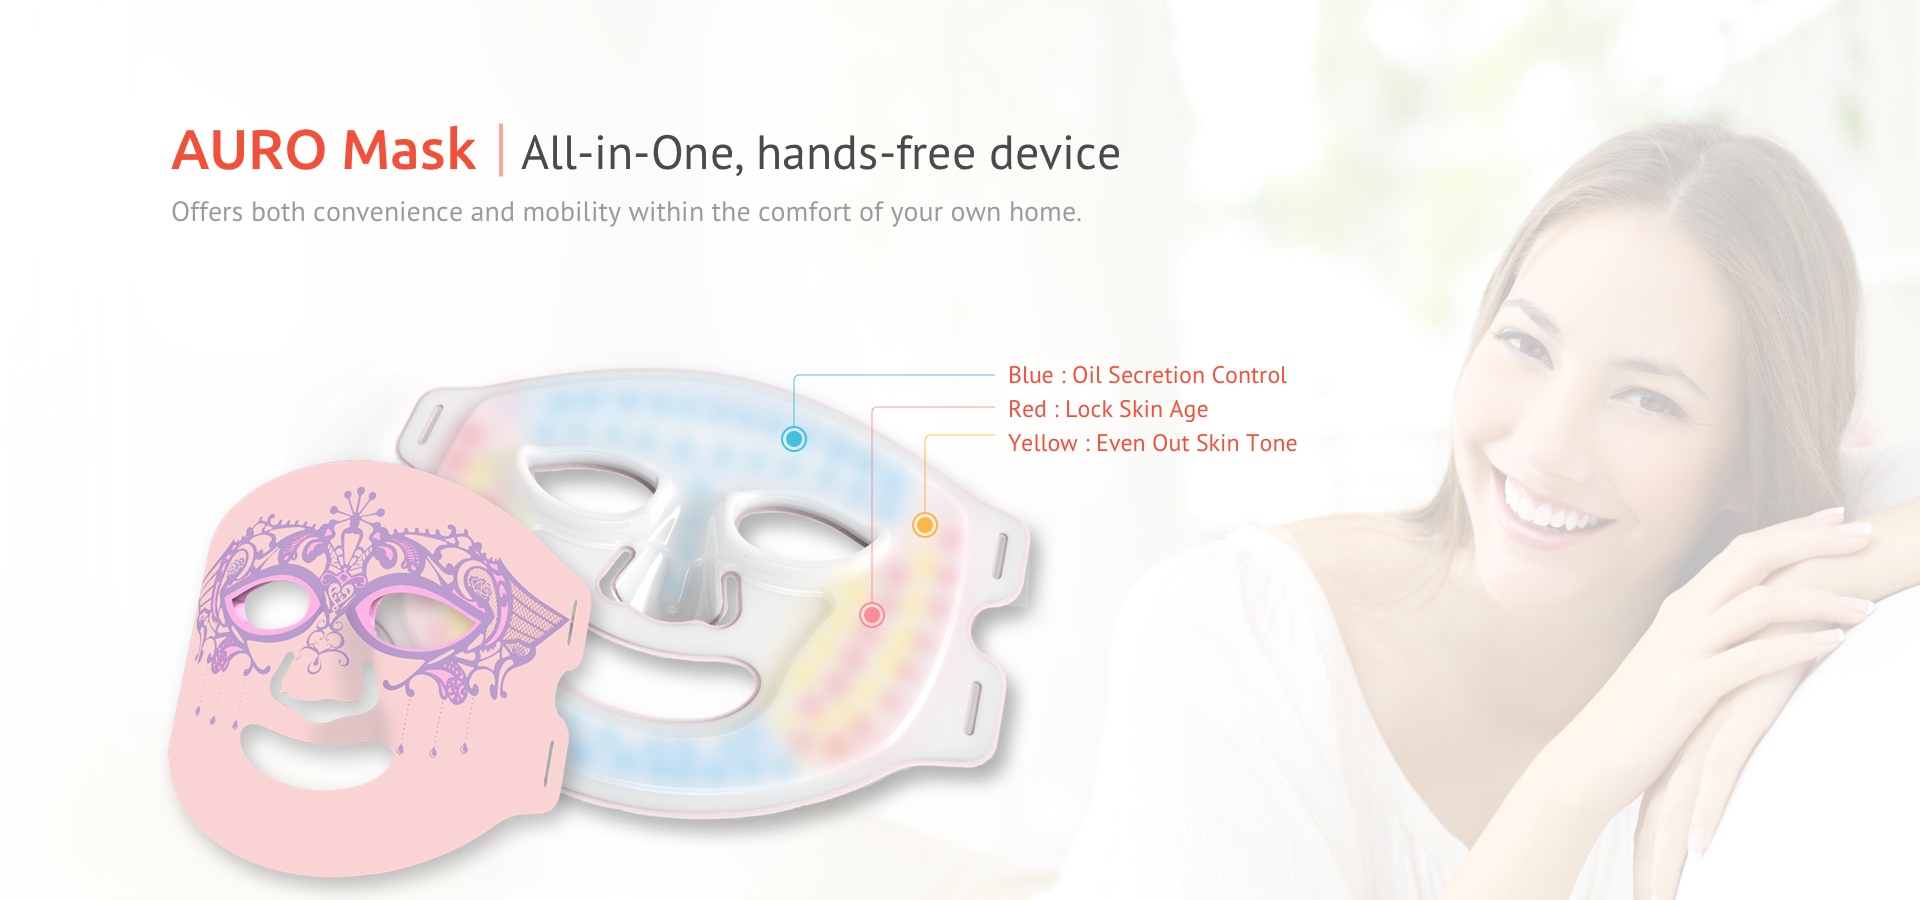 AURO Mask | All-in-One, hands-free device
Offers both convenience and mobility within the comfort of your own home.
Blue : Oil Secretion Control
Red : Lock Skin Age
Yellow : Even Out Skin Tone